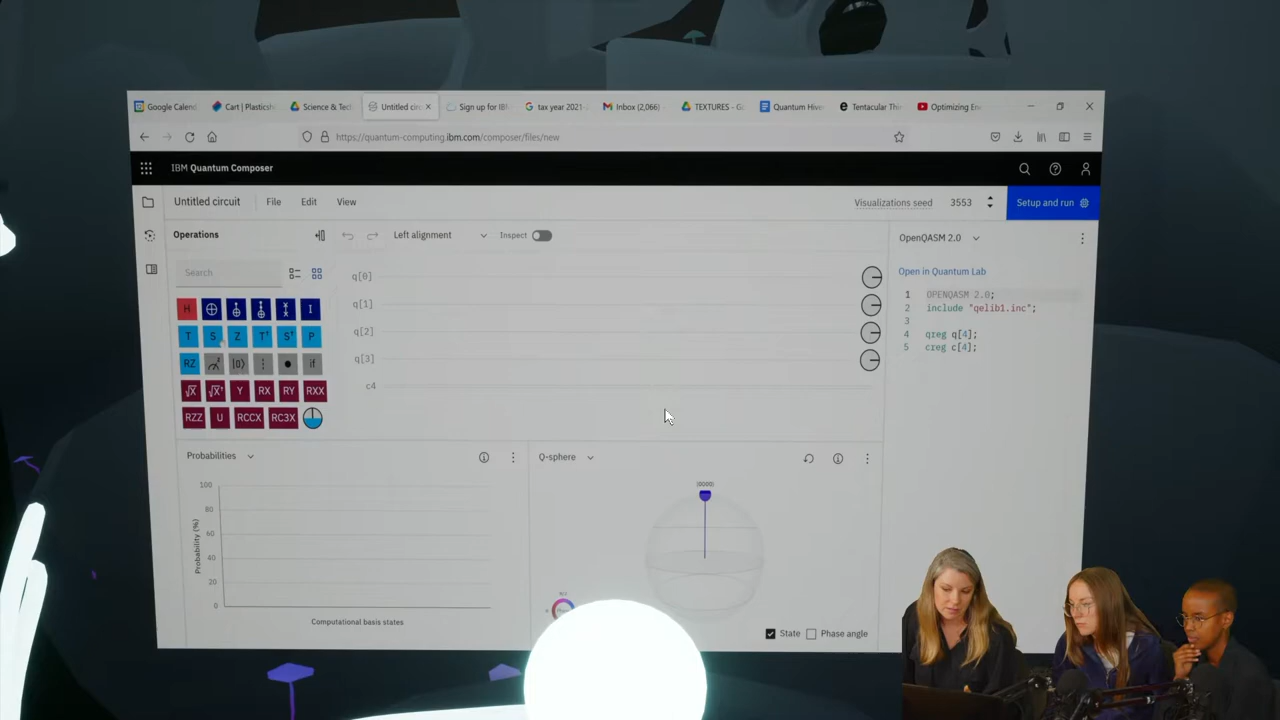 Google Calend
Cart | Plasticsh
Science & Tech
Untitled circ
Sign up for IBM
tax year 2021-
Inbox (2,066)
TEXTURES - Go
Quantum Hive
Tentacular Thin
Optimizing En
https://quantum-computing.ibm.com/composer/files/new
IBM Quantum Composer
Untitled circuit File Edit View
Visualizations seed 3553
Setup and run
Operations
Left alignment
Inspect
OpenQASM 2.0
Search
Open in Quantum Lab
H I
T S Z T† S† P
RZ |0⟩ if
√X √X† Y RX RY RXX
RZZ U RCCX RC3X
q[0]
q[1]
q[2]
q[3]
c4
1 OPENQASM 2.0;
2 include "qelib1.inc";
3
4 qreg q[4];
5 creg c[4];
Probabilities
100
80
60
40
20
0
Probability (%)
Computational basis states
Q-sphere
|0000⟩
State
Phase angle